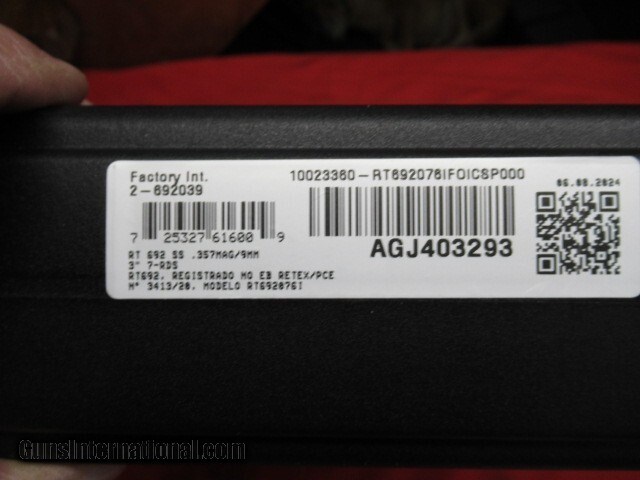 Factory Int.
2-692039
10023360-RT692076IFOICSP000
06.08.2024
7 25327 61600 9
AGJ403293
RT 692 SS .357MAG/9MM
3" 7-RDS
RT692, REGISTRADO NO EB RETEX/PCE
Nº 3413/20, MODELO RT692076I
GunsInternational.com